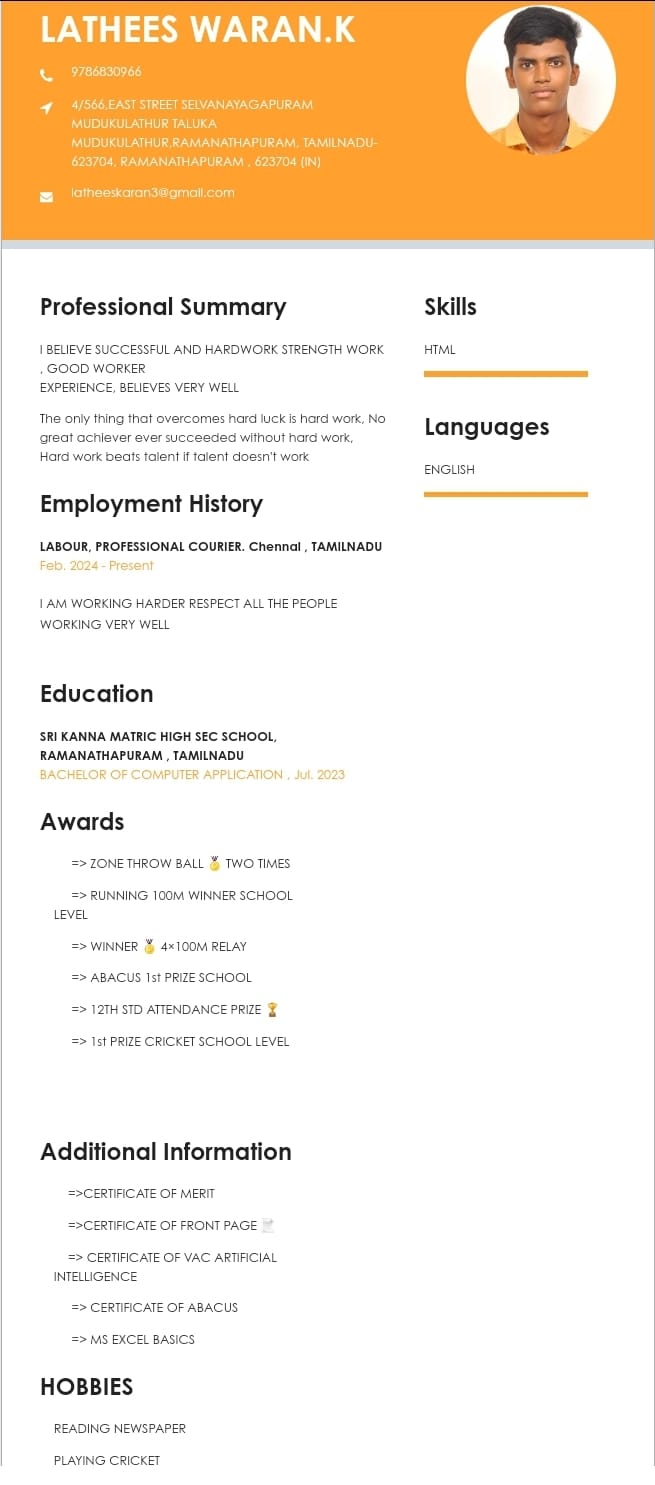 LATHEES WARAN.K
9786830966
4/566,EAST STREET SELVANAYAGAPURAM
MUDUKULATHUR TALUKA
MUDUKULATHUR,RAMANATHAPURAM, TAMILNADU-
623704, RAMANATHAPURAM , 623704 (IN)
latheeskaran3@gmail.com
Professional Summary
I BELIEVE SUCCESSFUL AND HARDWORK STRENGTH WORK
, GOOD WORKER
EXPERIENCE, BELIEVES VERY WELL
The only thing that overcomes hard luck is hard work, No
great achiever ever succeeded without hard work,
Hard work beats talent if talent doesn't work
Employment History
LABOUR, PROFESSIONAL COURIER. Chennal , TAMILNADU
Feb. 2024 - Present
I AM WORKING HARDER RESPECT ALL THE PEOPLE
WORKING VERY WELL
Education
SRI KANNA MATRIC HIGH SEC SCHOOL,
RAMANATHAPURAM , TAMILNADU
BACHELOR OF COMPUTER APPLICATION , Jul. 2023
Awards
=> ZONE THROW BALL 🥇 TWO TIMES
=> RUNNING 100M WINNER SCHOOL
LEVEL
=> WINNER 🥇 4×100M RELAY
=> ABACUS 1st PRIZE SCHOOL
=> 12TH STD ATTENDANCE PRIZE 🏆
=> 1st PRIZE CRICKET SCHOOL LEVEL
Additional Information
=>CERTIFICATE OF MERIT
=>CERTIFICATE OF FRONT PAGE 📃
=> CERTIFICATE OF VAC ARTIFICIAL
INTELLIGENCE
=> CERTIFICATE OF ABACUS
=> MS EXCEL BASICS
HOBBIES
READING NEWSPAPER
PLAYING CRICKET
Skills
HTML
Languages
ENGLISH